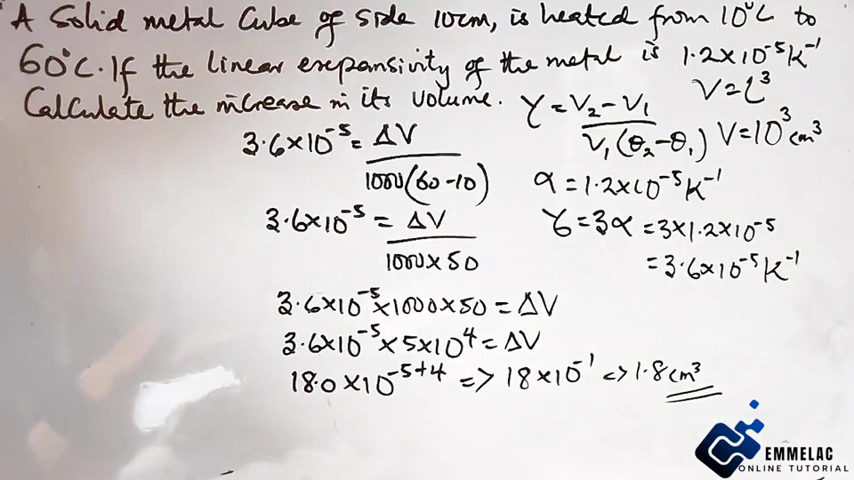 A Solid metal Cube of side 10cm, is heated from 10°C to
60°C. If the linear expansivity of the metal is 1.2×10⁻⁵K⁻¹
Calculate the increase in its volume.
γ = V₂ − V₁ / V₁(θ₂ − θ₁)
V = L³
V = 10³cm³
α = 1.2×10⁻⁵K⁻¹
γ = 3α = 3×1.2×10⁻⁵
= 3.6×10⁻⁵K⁻¹
3.6×10⁻⁵ = ΔV / 1000(60−10)
3.6×10⁻⁵ = ΔV / 1000×50
3.6×10⁻⁵×1000×50 = ΔV
3.6×10⁻⁵×5×10⁴ = ΔV
18.0×10⁻⁵⁺⁴ => 18×10⁻¹ => 1.8cm³
EMMELAC
ONLINE TUTORIAL